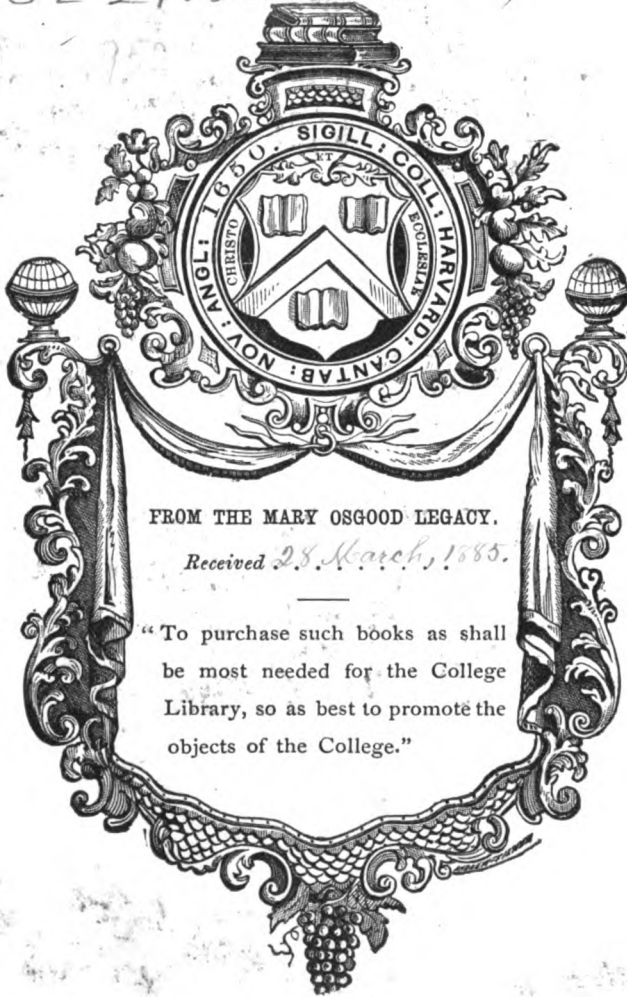 SIGILL: COLL: HARVARD: CANTAB: NOV: ANGL: 1650.
CHRISTO ET ECCLESIAE
FROM THE MARY OSGOOD LEGACY.
Received 28 March, 1885.
“To purchase such books as shall
be most needed for the College
Library, so as best to promote the
objects of the College.”